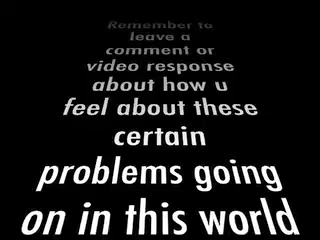 Remember to
leave a
comment or
video response
about how u
feel about these
certain
problems going
on in this world